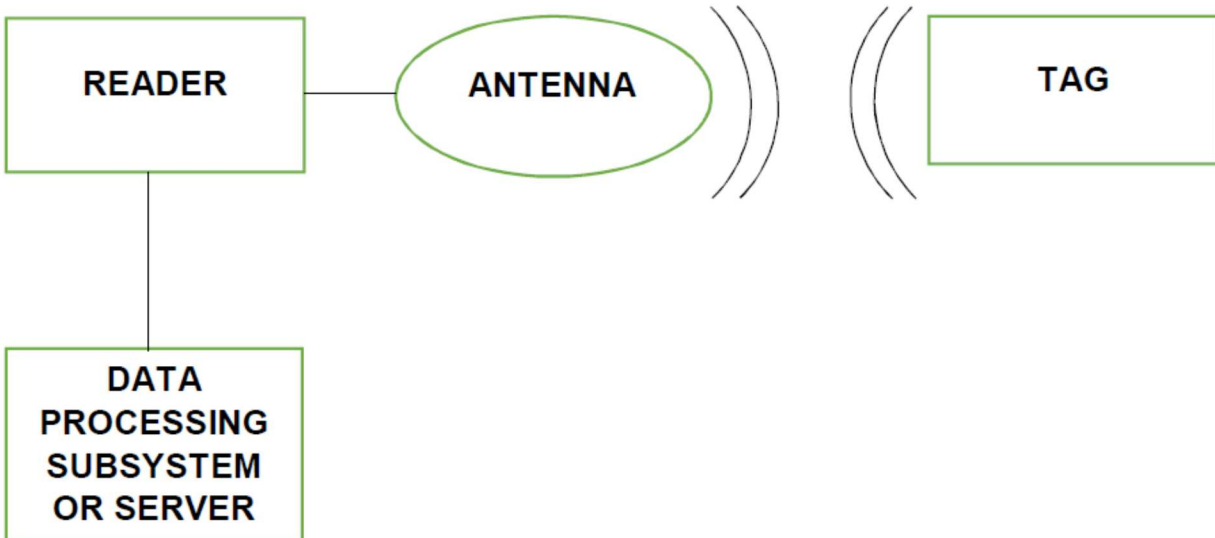 READER
ANTENNA
TAG
DATA
PROCESSING
SUBSYSTEM
OR SERVER